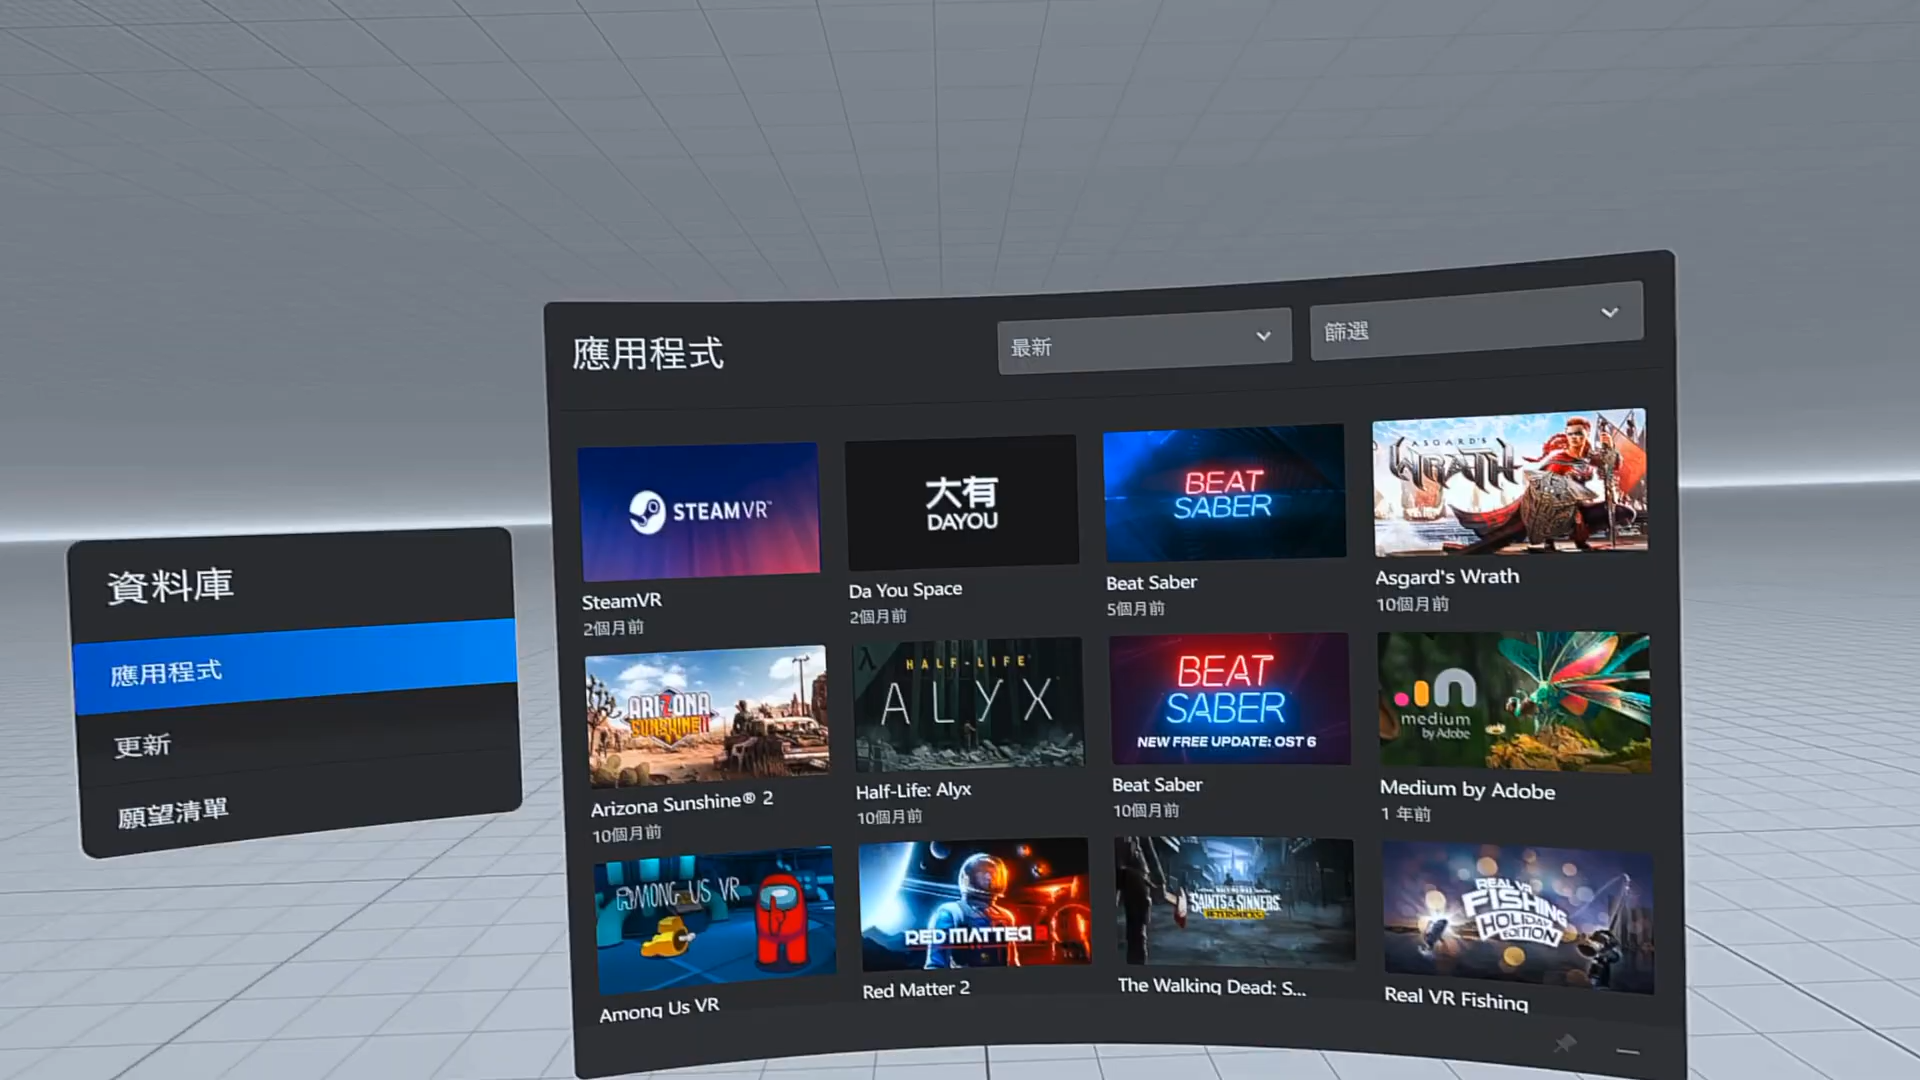 應用程式
最新
篩選
資料庫
應用程式
更新
願望清單
STEAMVR™
SteamVR
2個月前
大有
DAYOU
Da You Space
2個月前
BEAT
SABER
Beat Saber
5個月前
ASGARD'S
WRATH
Asgard's Wrath
10個月前
ARIZONA
SUNSHINE II
Arizona Sunshine® 2
10個月前
HALF-LIFE
ALYX
Half-Life: Alyx
10個月前
BEAT
SABER
NEW FREE UPDATE: OST 6
Beat Saber
10個月前
medium
by Adobe
Medium by Adobe
1 年前
AMONG US VR
Among Us VR
RED MATTER 2
Red Matter 2
SAINTS & SINNERS
The Walking Dead: S...
REAL VR
FISHING
HOLIDAY
EDITION
Real VR Fishing